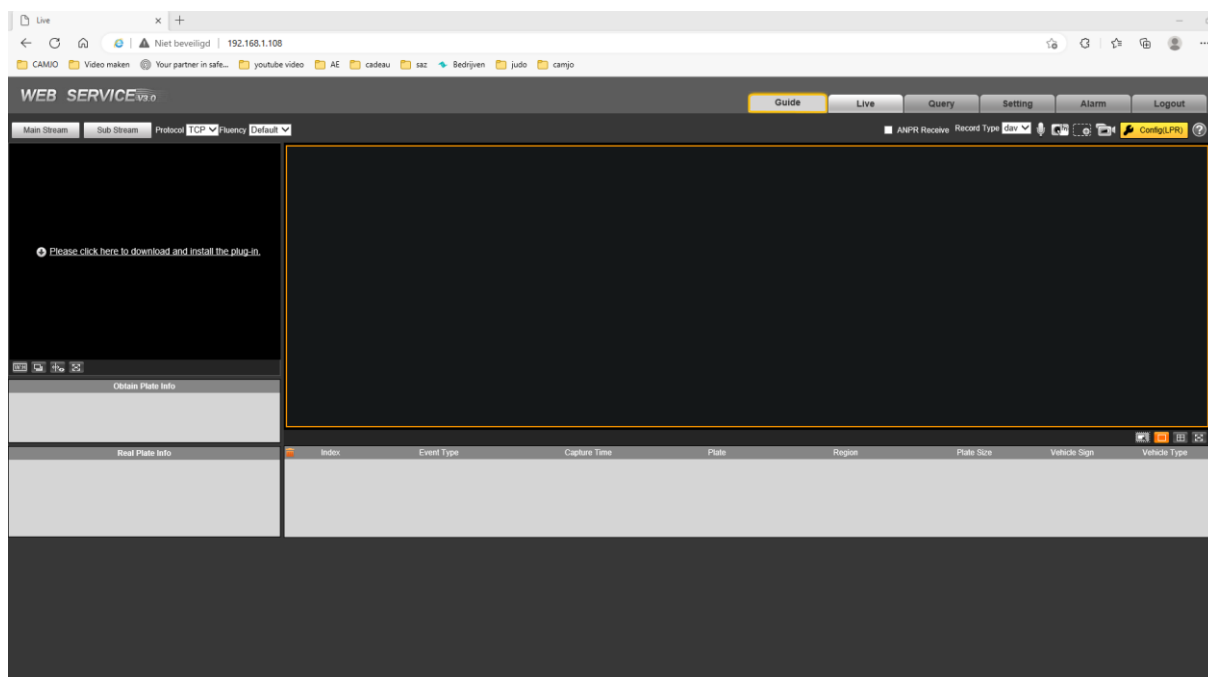 Live
Niet beveiligd | 192.168.1.108
CAMJO Video maken Your partner in safe... youtube video AE cadeau saz Bedrijven judo camjo
WEB SERVICE V3.0
Guide Live Query Setting Alarm Logout
Main Stream Sub Stream Protocol TCP Fluency Default ANPR Receive Record Type dav Config(LPR)
Please click here to download and install the plug-in.
Obtain Plate Info
Real Plate Info Index Event Type Capture Time Plate Region Plate Size Vehicle Sign Vehicle Type